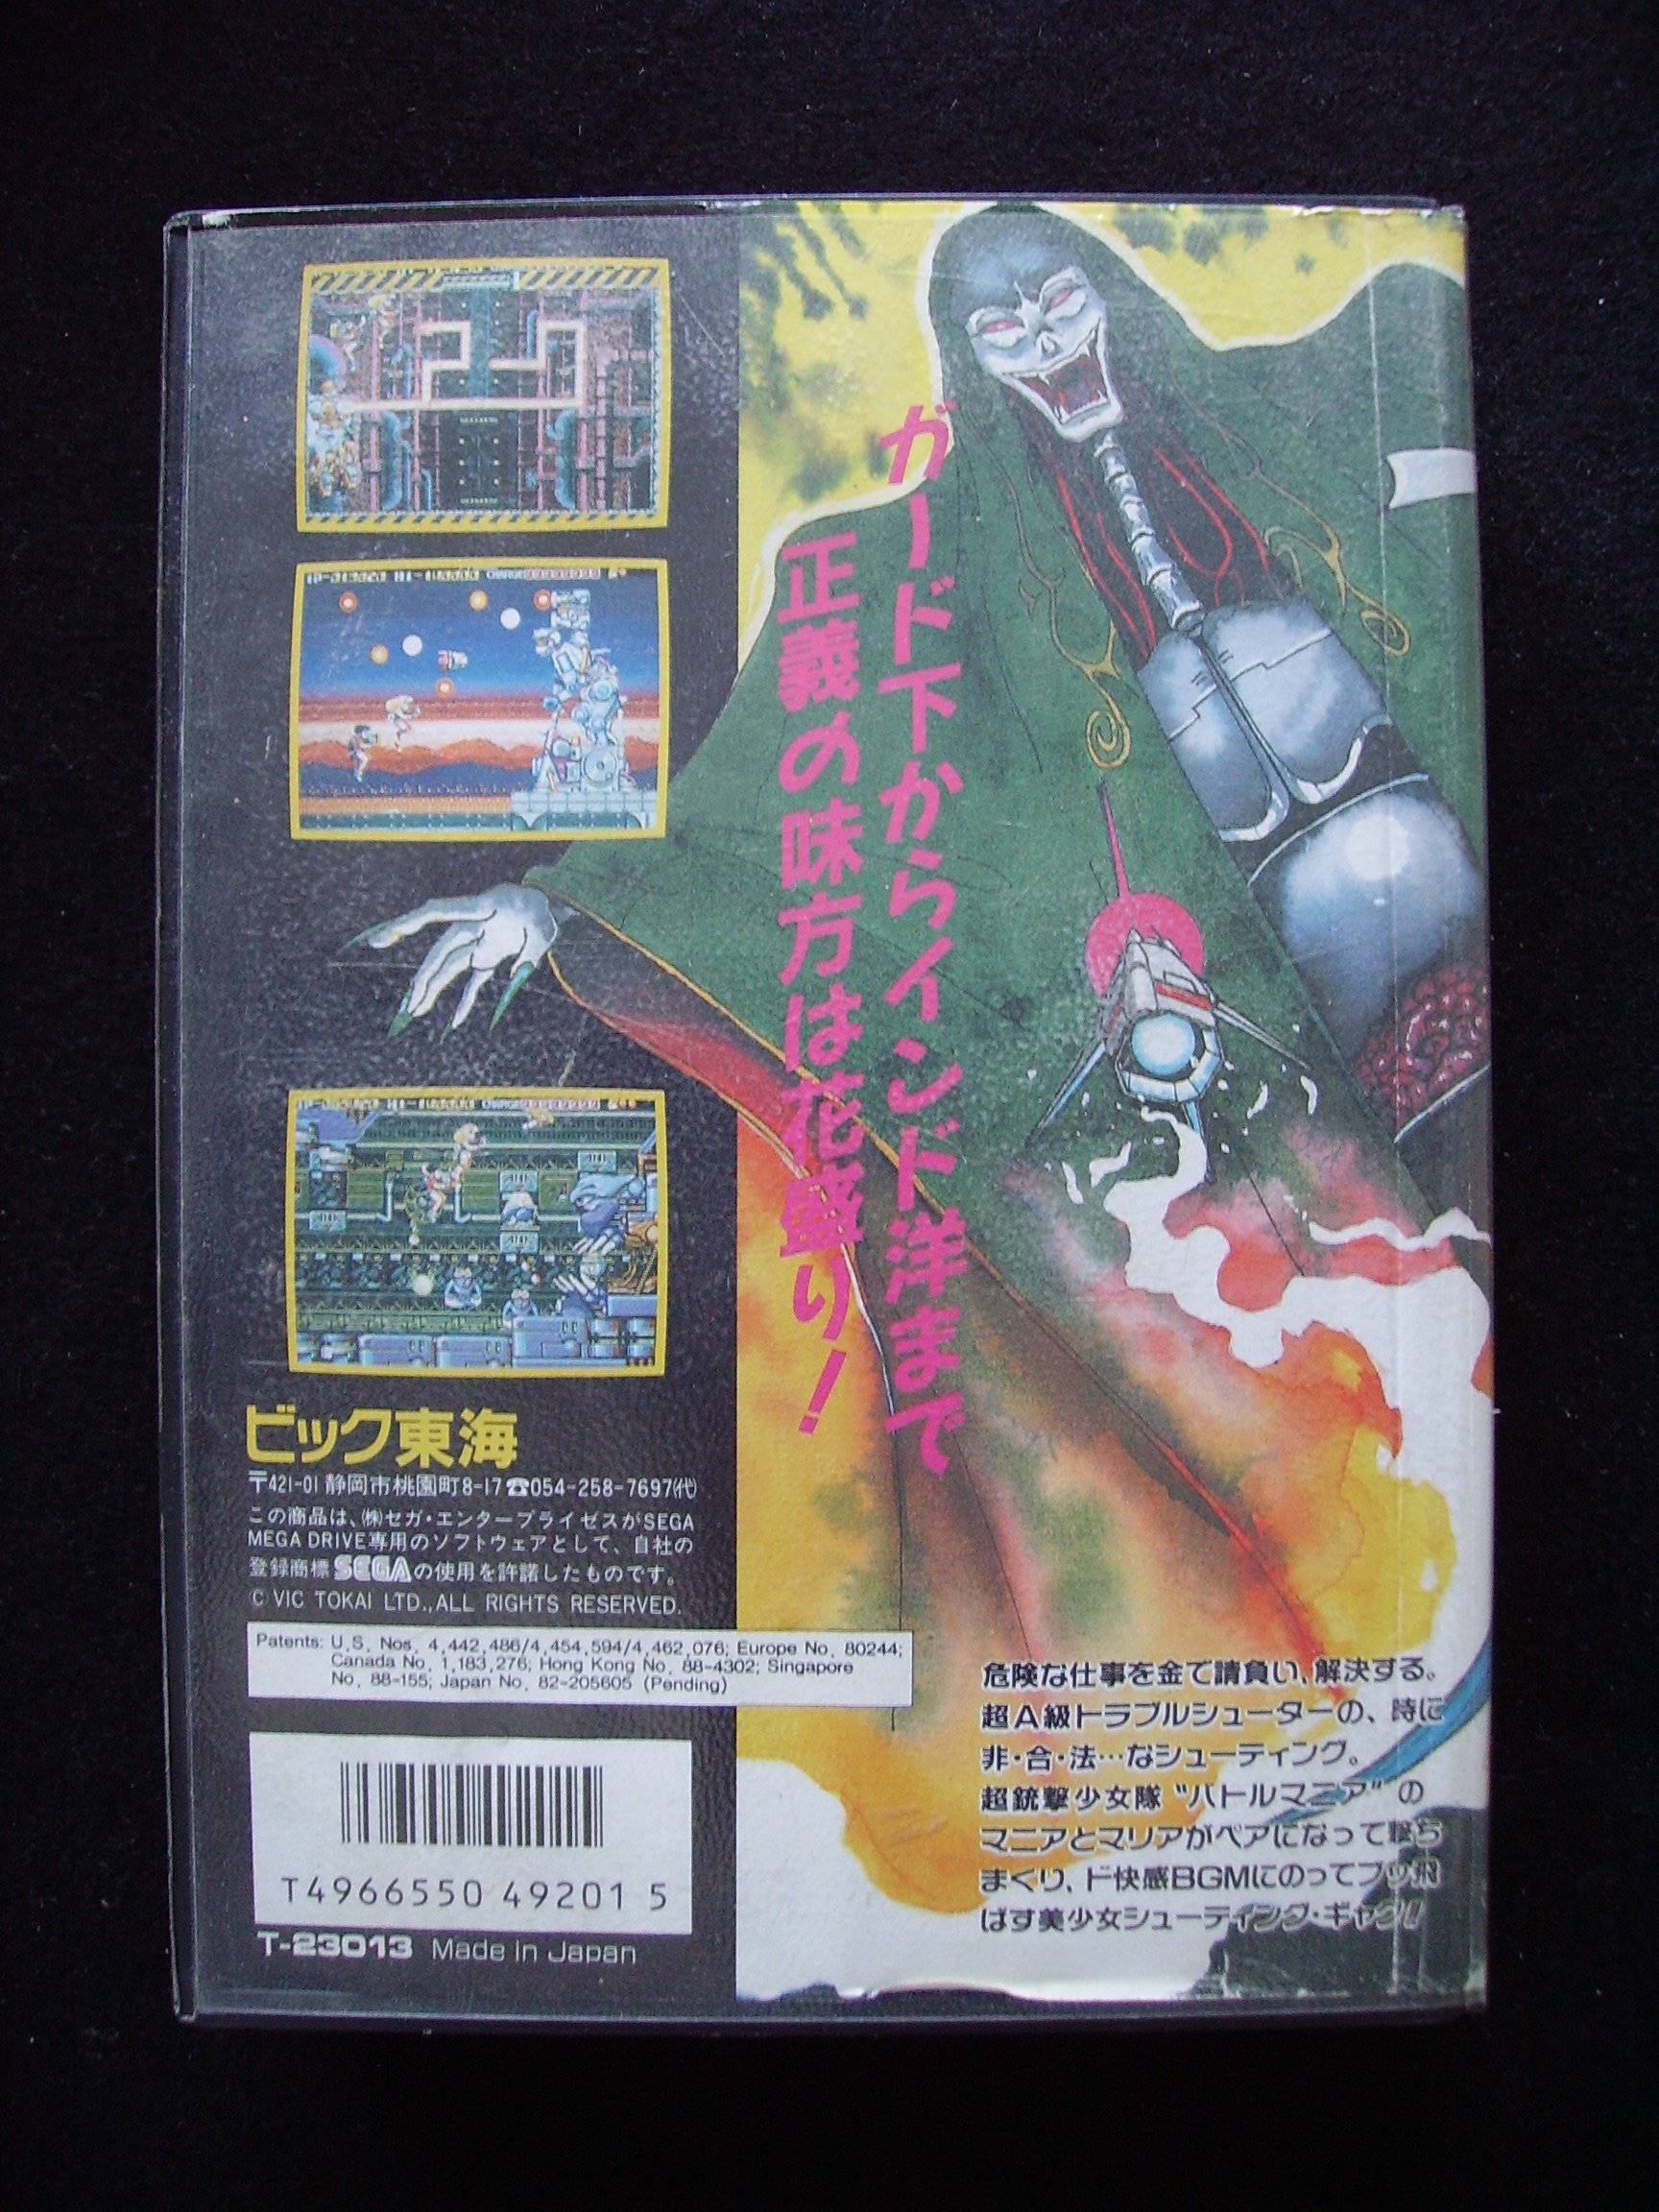 ガード下からインド洋まで
正義の味方は花盛り!
ビック東海
〒421-01 静岡市桃園町8-17 ☎054-258-7697㈹
この商品は、㈱セガ・エンタープライゼスがSEGA
MEGA DRIVE専用のソフトウェアとして、自社の
登録商標SEGAの使用を許諾したものです。
© VIC TOKAI LTD.,ALL RIGHTS RESERVED.
Patents: U.S. Nos. 4,442,486/4,454,594/4,462,076; Europe No. 80244;
Canada No. 1,183,276; Hong Kong No. 88-4302; Singapore
No. 88-155; Japan No. 82-205605 (Pending)
T4966550 49201 5
T-23013 Made in Japan
危険な仕事を金で請負い、解決する。
超A級トラブルシューターの、時に
非・合・法…なシューティング。
超銃撃少女隊“バトルマニア”の
マニアとマリアがペアになって撃ち
まくり、ド快感BGMにのってブッ飛
ばす美少女シューティング・ギャグ!